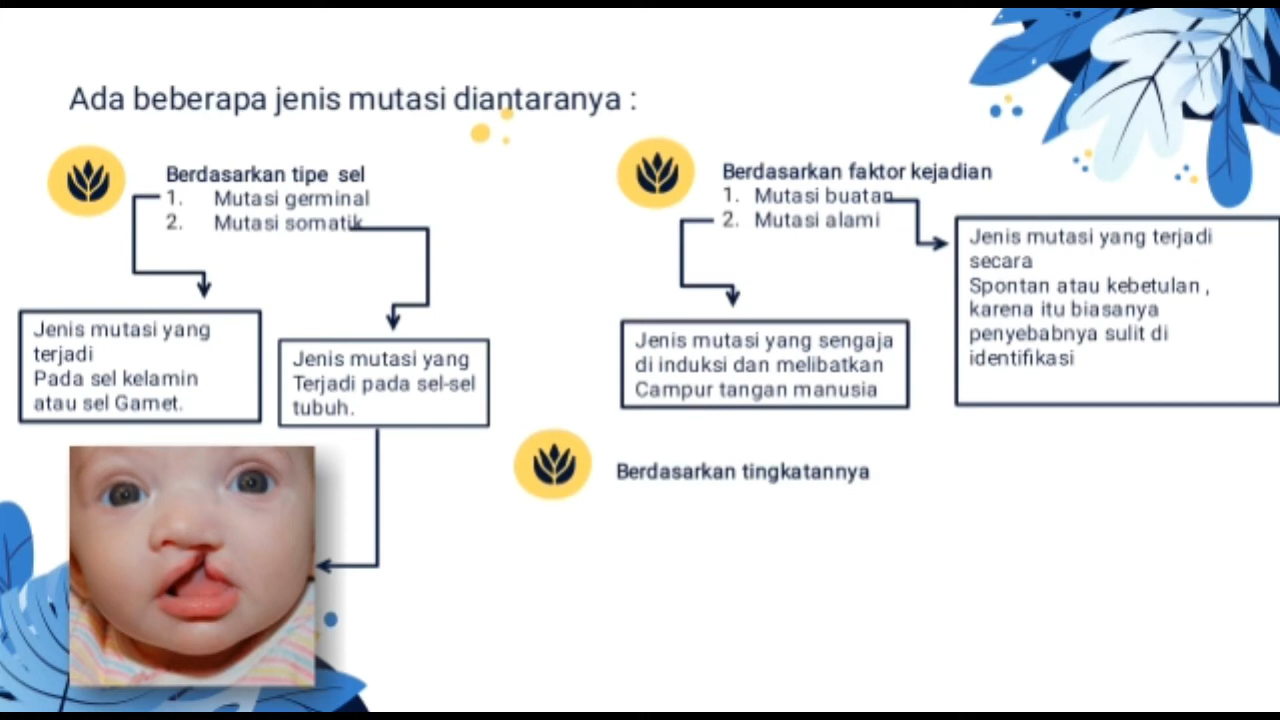 Ada beberapa jenis mutasi diantaranya :
Berdasarkan tipe sel
1. Mutasi germinal
2. Mutasi somatik
Jenis mutasi yang
terjadi
Pada sel kelamin
atau sel Gamet.
Jenis mutasi yang
Terjadi pada sel-sel
tubuh.
Berdasarkan faktor kejadian
1. Mutasi buatan
2. Mutasi alami
Jenis mutasi yang sengaja
di induksi dan melibatkan
Campur tangan manusia
Jenis mutasi yang terjadi
secara
Spontan atau kebetulan ,
karena itu biasanya
penyebabnya sulit di
identifikasi
Berdasarkan tingkatannya